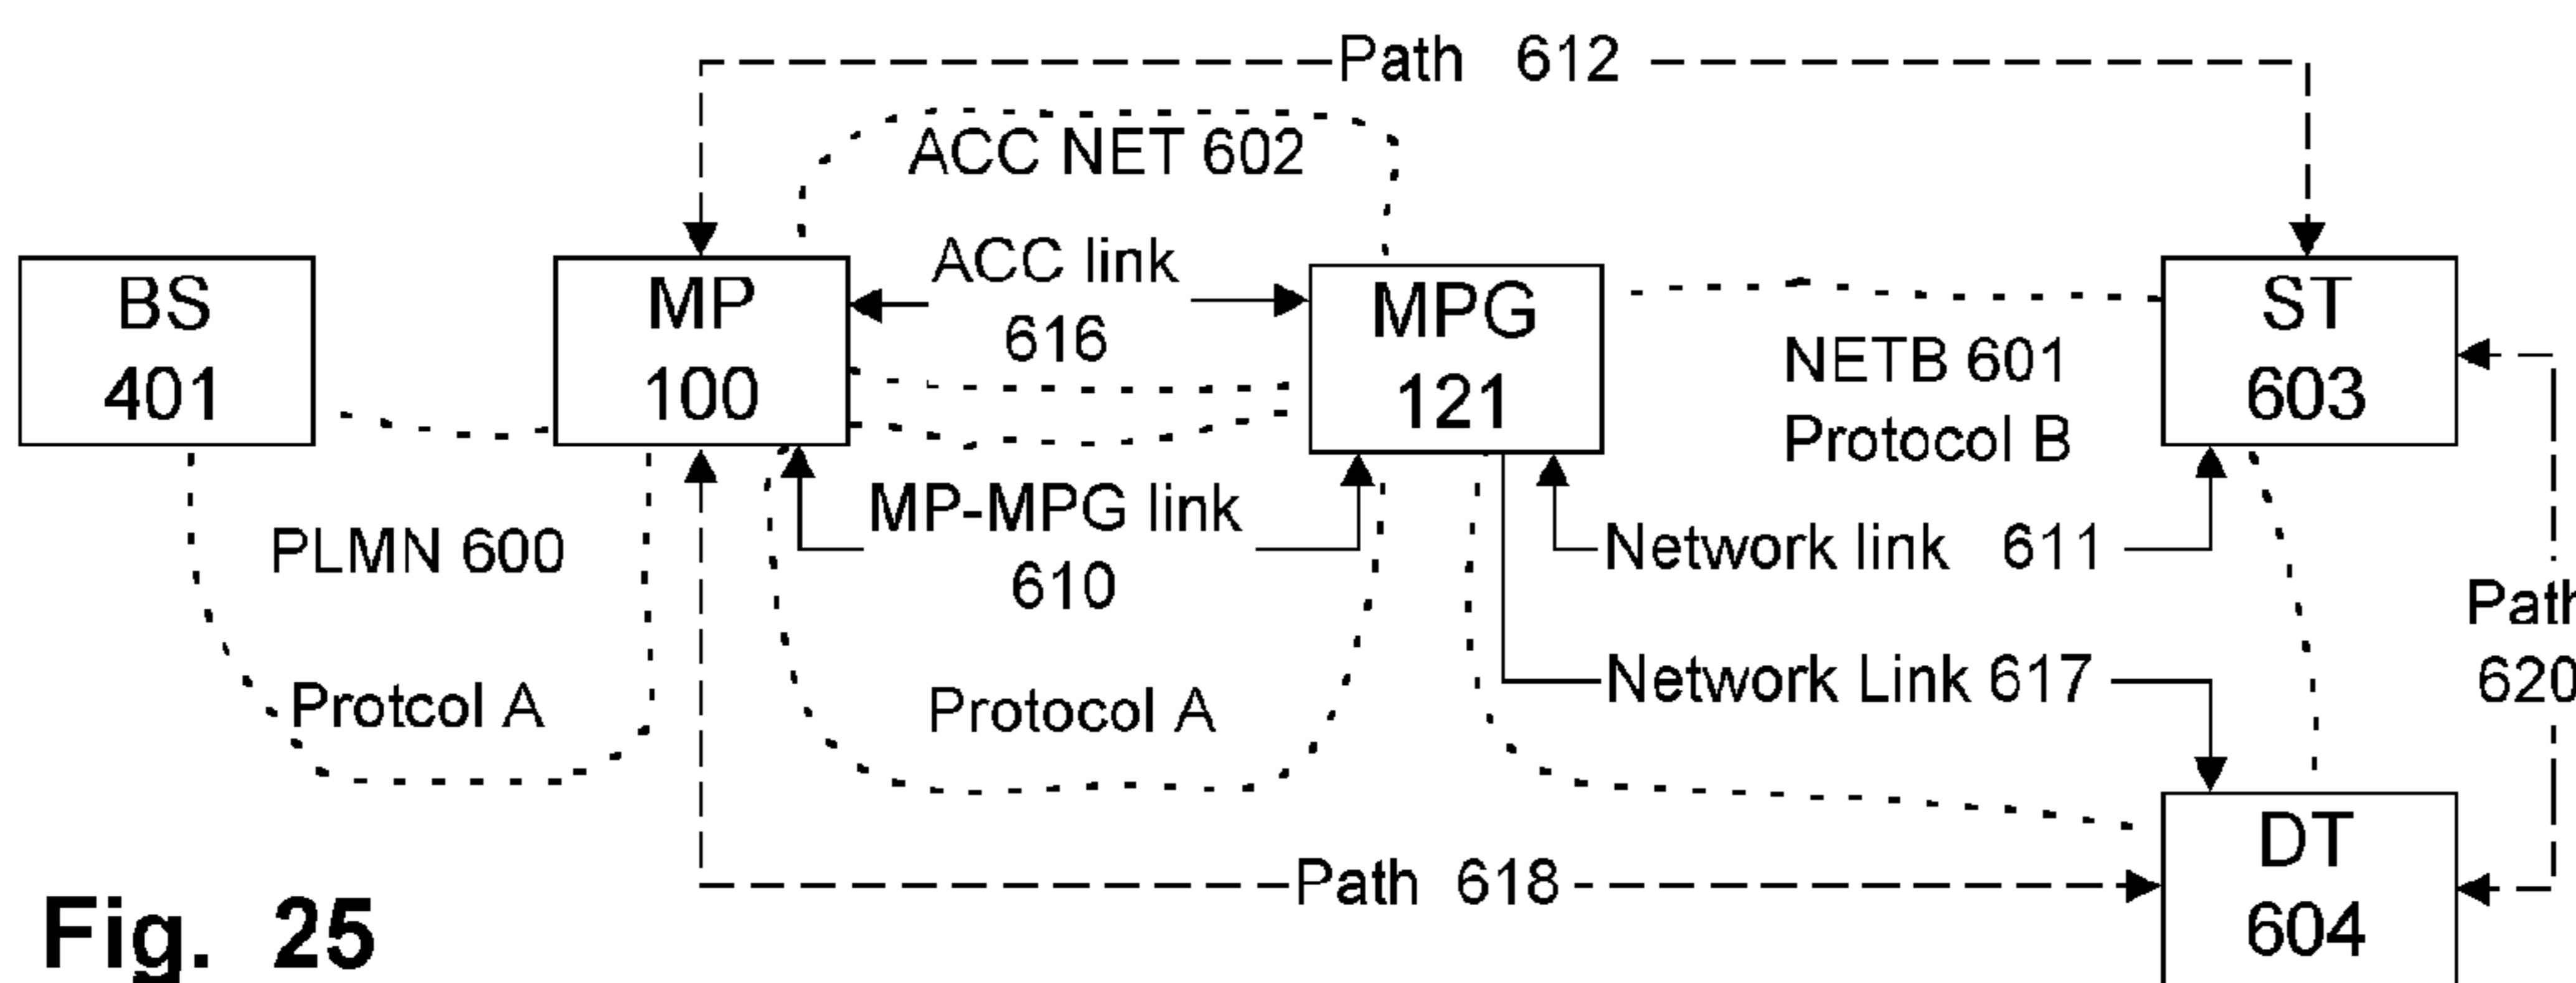 Path 612
ACC NET 602
BS
401
MP
100
ACC link
616
MPG
121
NETB 601
Protocol B
ST
603
PLMN 600
Protcol A
MP-MPG link
610
Protocol A
Network link 611
Network Link 617
Path
620
Path 618
DT
604
Fig. 25